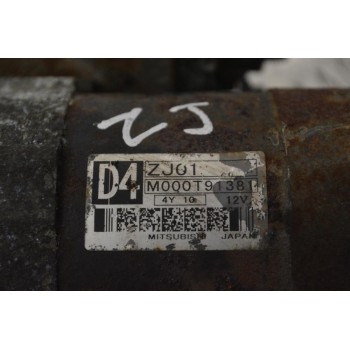 ZJ
D4
ZJ01
M000T91381
4Y 10 12V
MITSUBISHI JAPAN